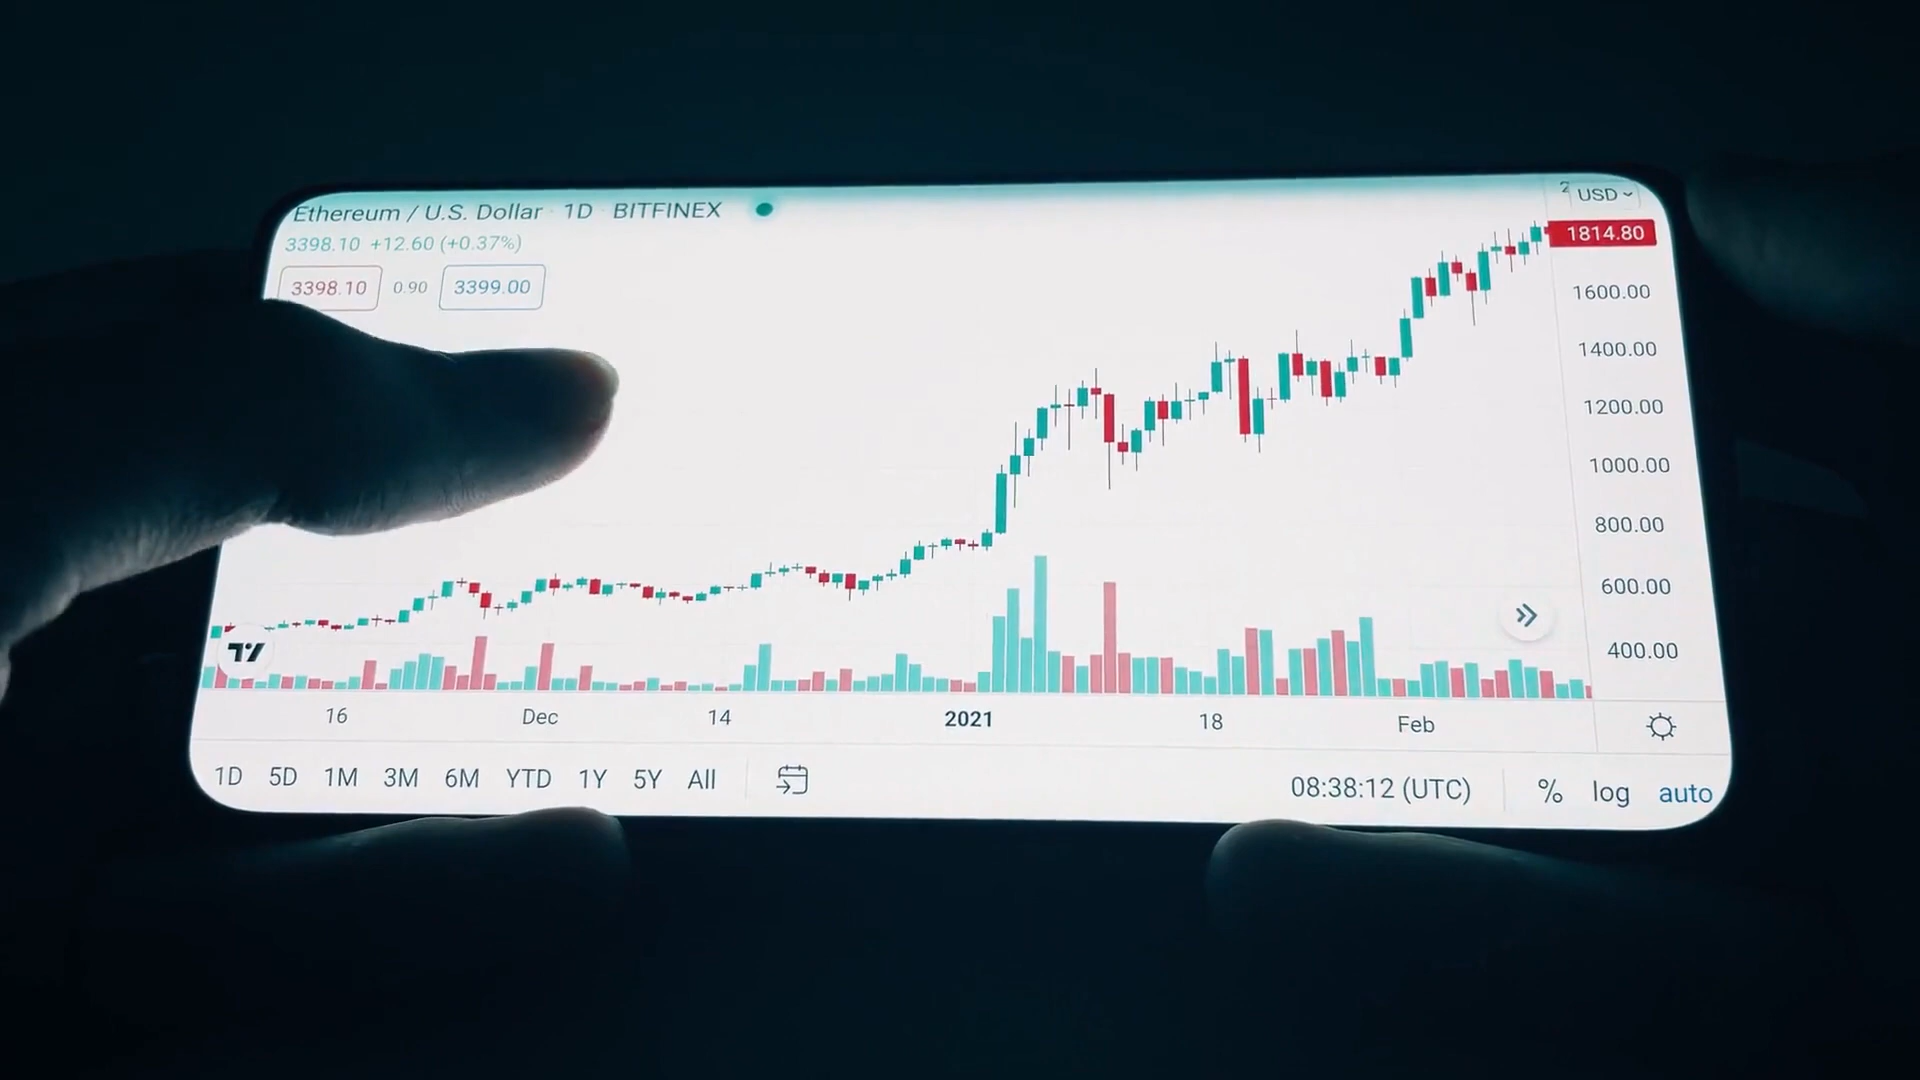 Ethereum / U.S. Dollar · 1D · BITFINEX
3398.10 +12.60 (+0.37%)
3398.10 0.90 3399.00
USD
1814.80
1600.00
1400.00
1200.00
1000.00
800.00
600.00
400.00
16 Dec 14 2021 18 Feb
1D 5D 1M 3M 6M YTD 1Y 5Y All
08:38:12 (UTC) % log auto